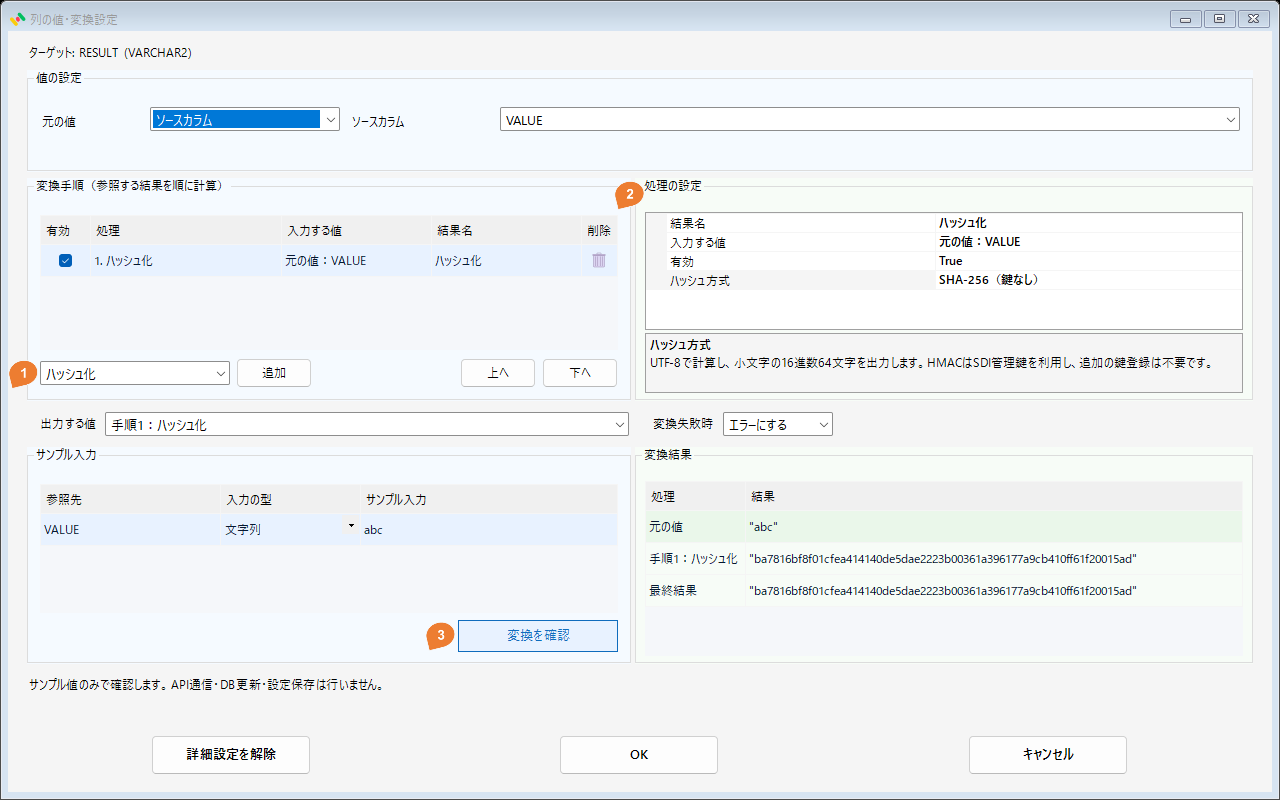 列の値・変換設定
ターゲット: RESULT (VARCHAR2)
値の設定
元の値 ソースカラム ソースカラム VALUE
変換手順（参照する結果を順に計算） 2 処理の設定
有効 処理 入力する値 結果名 削除
1. ハッシュ化 元の値：VALUE ハッシュ化
結果名 ハッシュ化
入力する値 元の値：VALUE
有効 True
ハッシュ方式 SHA-256（鍵なし）
ハッシュ方式
UTF-8で計算し、小文字の16進数64文字を出力します。HMACはSDI管理鍵を利用し、追加の鍵登録は不要です。
1 ハッシュ化 追加 上へ 下へ
出力する値 手順1：ハッシュ化 変換失敗時 エラーにする
サンプル入力
参照先 入力の型 サンプル入力
VALUE 文字列 abc
3 変換を確認
変換結果
処理 結果
元の値 "abc"
手順1：ハッシュ化 "ba7816bf8f01cfea414140de5dae2223b00361a396177a9cb410ff61f20015ad"
最終結果 "ba7816bf8f01cfea414140de5dae2223b00361a396177a9cb410ff61f20015ad"
サンプル値のみで確認します。API通信・DB更新・設定保存は行いません。
詳細設定を解除 OK キャンセル